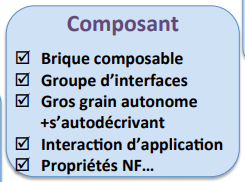 Composant
☑ Brique composable
☑ Groupe d’interfaces
☑ Gros grain autonome
+s’autodécrivant
☑ Interaction d’application
☑ Propriétés NF…